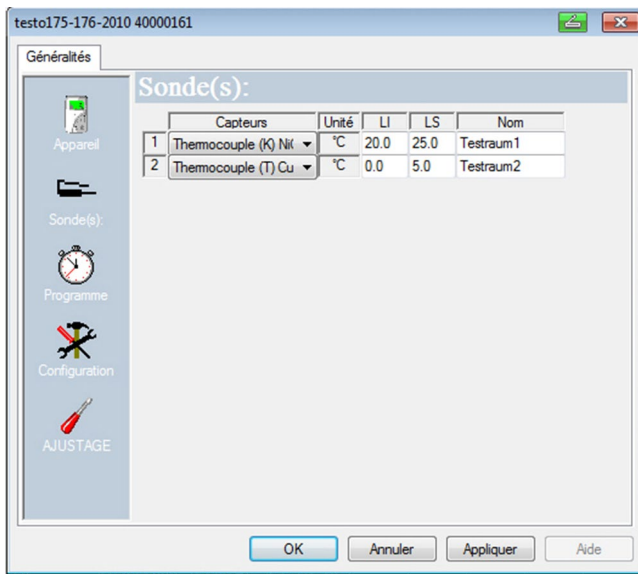 testo175-176-2010 40000161
Généralités
Appareil
Sonde(s):
Programme
Configuration
AJUSTAGE
Sonde(s):
Capteurs Unité LI LS Nom
1 Thermocouple (K) Ni( °C 20.0 25.0 Testraum1
2 Thermocouple (T) Cu °C 0.0 5.0 Testraum2
OK Annuler Appliquer Aide